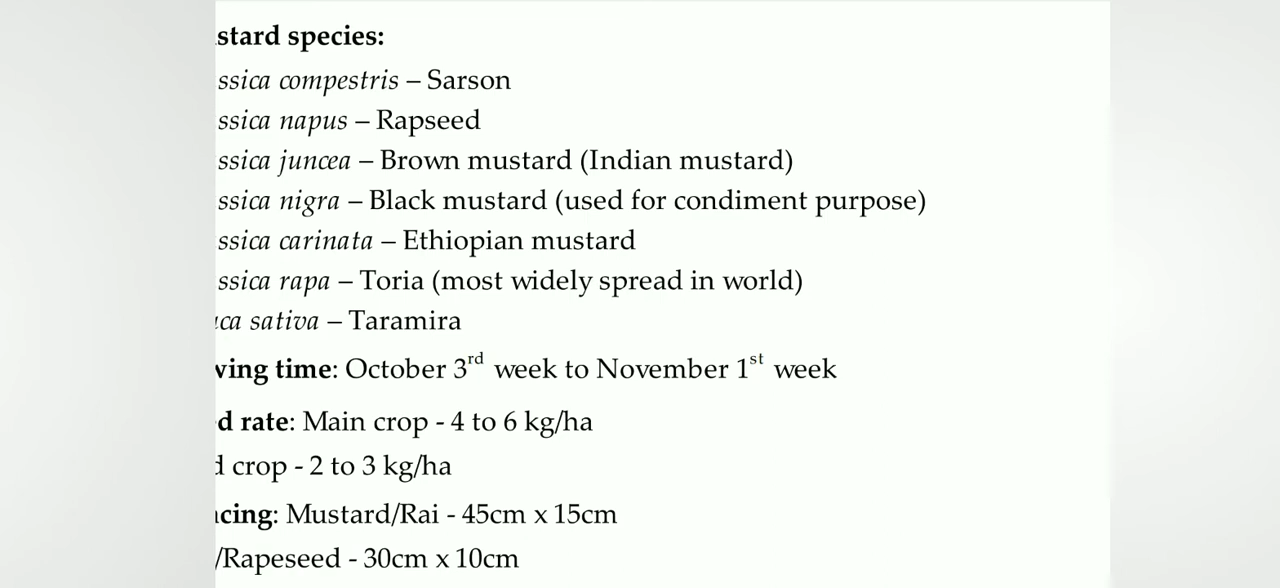 stard species:
ssica compestris – Sarson
ssica napus – Rapseed
ssica juncea – Brown mustard (Indian mustard)
ssica nigra – Black mustard (used for condiment purpose)
ssica carinata – Ethiopian mustard
ssica rapa – Toria (most widely spread in world)
ca sativa – Taramira
wing time: October 3rd week to November 1st week
d rate: Main crop - 4 to 6 kg/ha
d crop - 2 to 3 kg/ha
cing: Mustard/Rai - 45cm x 15cm
/Rapeseed - 30cm x 10cm